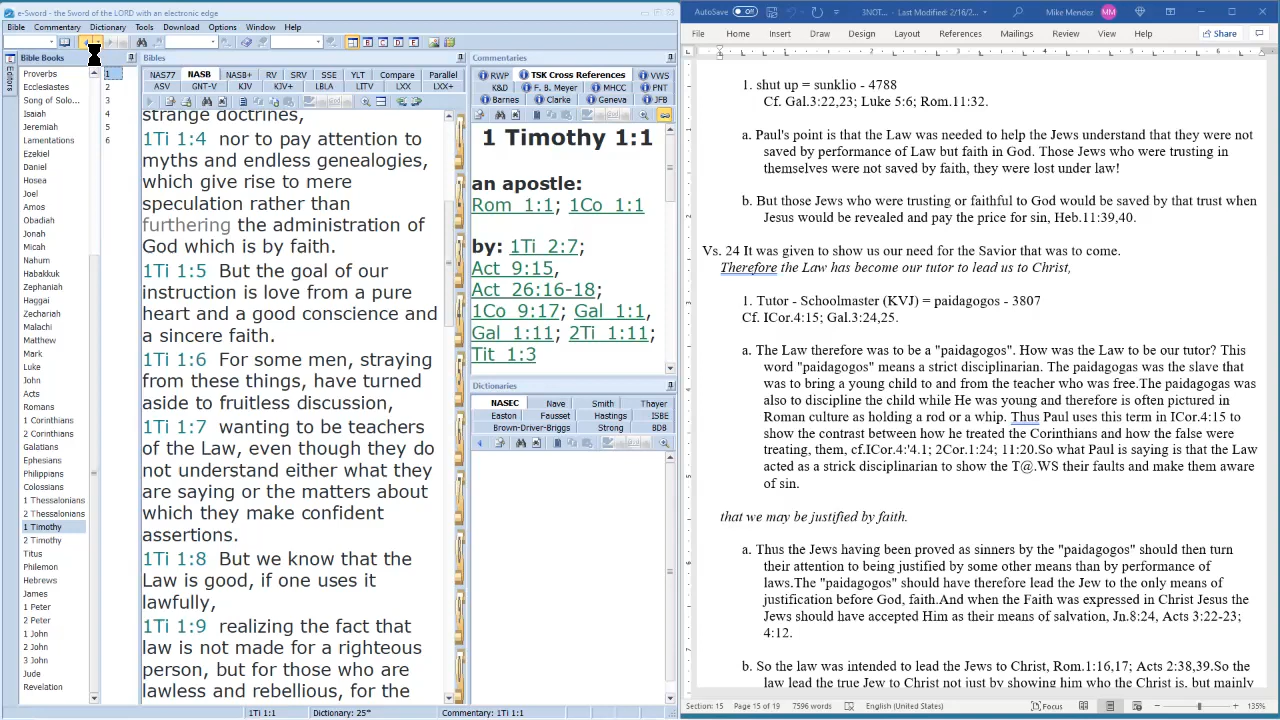 e-Sword - the Sword of the LORD with an electronic edge
Bible Commentary Dictionary Tools Download Options Window Help
B C D E
Bible Books
Editors
Proverbs
Ecclesiastes
Song of Solo...
Isaiah
Jeremiah
Lamentations
Ezekiel
Daniel
Hosea
Joel
Amos
Obadiah
Jonah
Micah
Nahum
Habakkuk
Zephaniah
Haggai
Zechariah
Malachi
Matthew
Mark
Luke
John
Acts
Romans
1 Corinthians
2 Corinthians
Galatians
Ephesians
Philippians
Colossians
1 Thessalonians
2 Thessalonians
1 Timothy
2 Timothy
Titus
Philemon
Hebrews
James
1 Peter
2 Peter
1 John
2 John
3 John
Jude
Revelation
1
2
3
4
5
6
Bibles
NAS77 NASB NASB+ RV SRV SSE YLT Compare Parallel
ASV GNT-V KJV KJV+ LBLA LITV LXX LXX+
strange doctrines,
1Ti 1:4 nor to pay attention to
myths and endless genealogies,
which give rise to mere
speculation rather than
furthering the administration of
God which is by faith.
1Ti 1:5 But the goal of our
instruction is love from a pure
heart and a good conscience and
a sincere faith.
1Ti 1:6 For some men, straying
from these things, have turned
aside to fruitless discussion,
1Ti 1:7 wanting to be teachers
of the Law, even though they do
not understand either what they
are saying or the matters about
which they make confident
assertions.
1Ti 1:8 But we know that the
Law is good, if one uses it
lawfully,
1Ti 1:9 realizing the fact that
law is not made for a righteous
person, but for those who are
lawless and rebellious, for the
Commentaries
RWP TSK Cross References VWS
K&D F. B. Meyer MHCC PNT
Barnes Clarke Geneva JFB
1 Timothy 1:1
an apostle:
Rom 1:1; 1Co 1:1
by: 1Ti 2:7;
Act 9:15,
Act 26:16-18;
1Co 9:17; Gal 1:1,
Gal 1:11; 2Ti 1:11;
Tit 1:3
Dictionaries
NASEC Nave Smith Thayer
Easton Fausset Hastings ISBE
Brown-Driver-Briggs Strong BDB
1Ti 1:1 Dictionary: 25* Commentary: 1Ti 1:1
AutoSave Off 3NOT... - Last Modified: 2/16/2... Mike Mendez MM
File Home Insert Draw Design Layout References Mailings Review View Help Share
1. shut up = sunklio - 4788
Cf. Gal.3:22,23; Luke 5:6; Rom.11:32.
a. Paul's point is that the Law was needed to help the Jews understand that they were not
saved by performance of Law but faith in God. Those Jews who were trusting in
themselves were not saved by faith, they were lost under law!
b. But those Jews who were trusting or faithful to God would be saved by that trust when
Jesus would be revealed and pay the price for sin, Heb.11:39,40.
Vs. 24 It was given to show us our need for the Savior that was to come.
Therefore the Law has become our tutor to lead us to Christ,
1. Tutor - Schoolmaster (KVJ) = paidagogos - 3807
Cf. ICor.4:15; Gal.3:24,25.
a. The Law therefore was to be a "paidagogos". How was the Law to be our tutor? This
word "paidagogos" means a strict disciplinarian. The paidagogas was the slave that
was to bring a young child to and from the teacher who was free.The paidagogas was
also to discipline the child while He was young and therefore is often pictured in
Roman culture as holding a rod or a whip. Thus Paul uses this term in ICor.4:15 to
show the contrast between how he treated the Corinthians and how the false were
treating, them, cf.ICor.4:'4.1; 2Cor.1:24; 11:20.So what Paul is saying is that the Law
acted as a strick disciplinarian to show the T@.WS their faults and make them aware
of sin.
that we may be justified by faith.
a. Thus the Jews having been proved as sinners by the "paidagogos" should then turn
their attention to being justified by some other means than by performance of
laws.The "paidagogos" should have therefore lead the Jew to the only means of
justification before God, faith.And when the Faith was expressed in Christ Jesus the
Jews should have accepted Him as their means of salvation, Jn.8:24, Acts 3:22-23;
4:12.
b. So the law was intended to lead the Jews to Christ, Rom.1:16,17; Acts 2:38,39.So the
law lead the true Jew to Christ not just by showing him who the Christ is, but mainly
Section: 15 Page 15 of 19 7596 words English (United States) Focus 135%